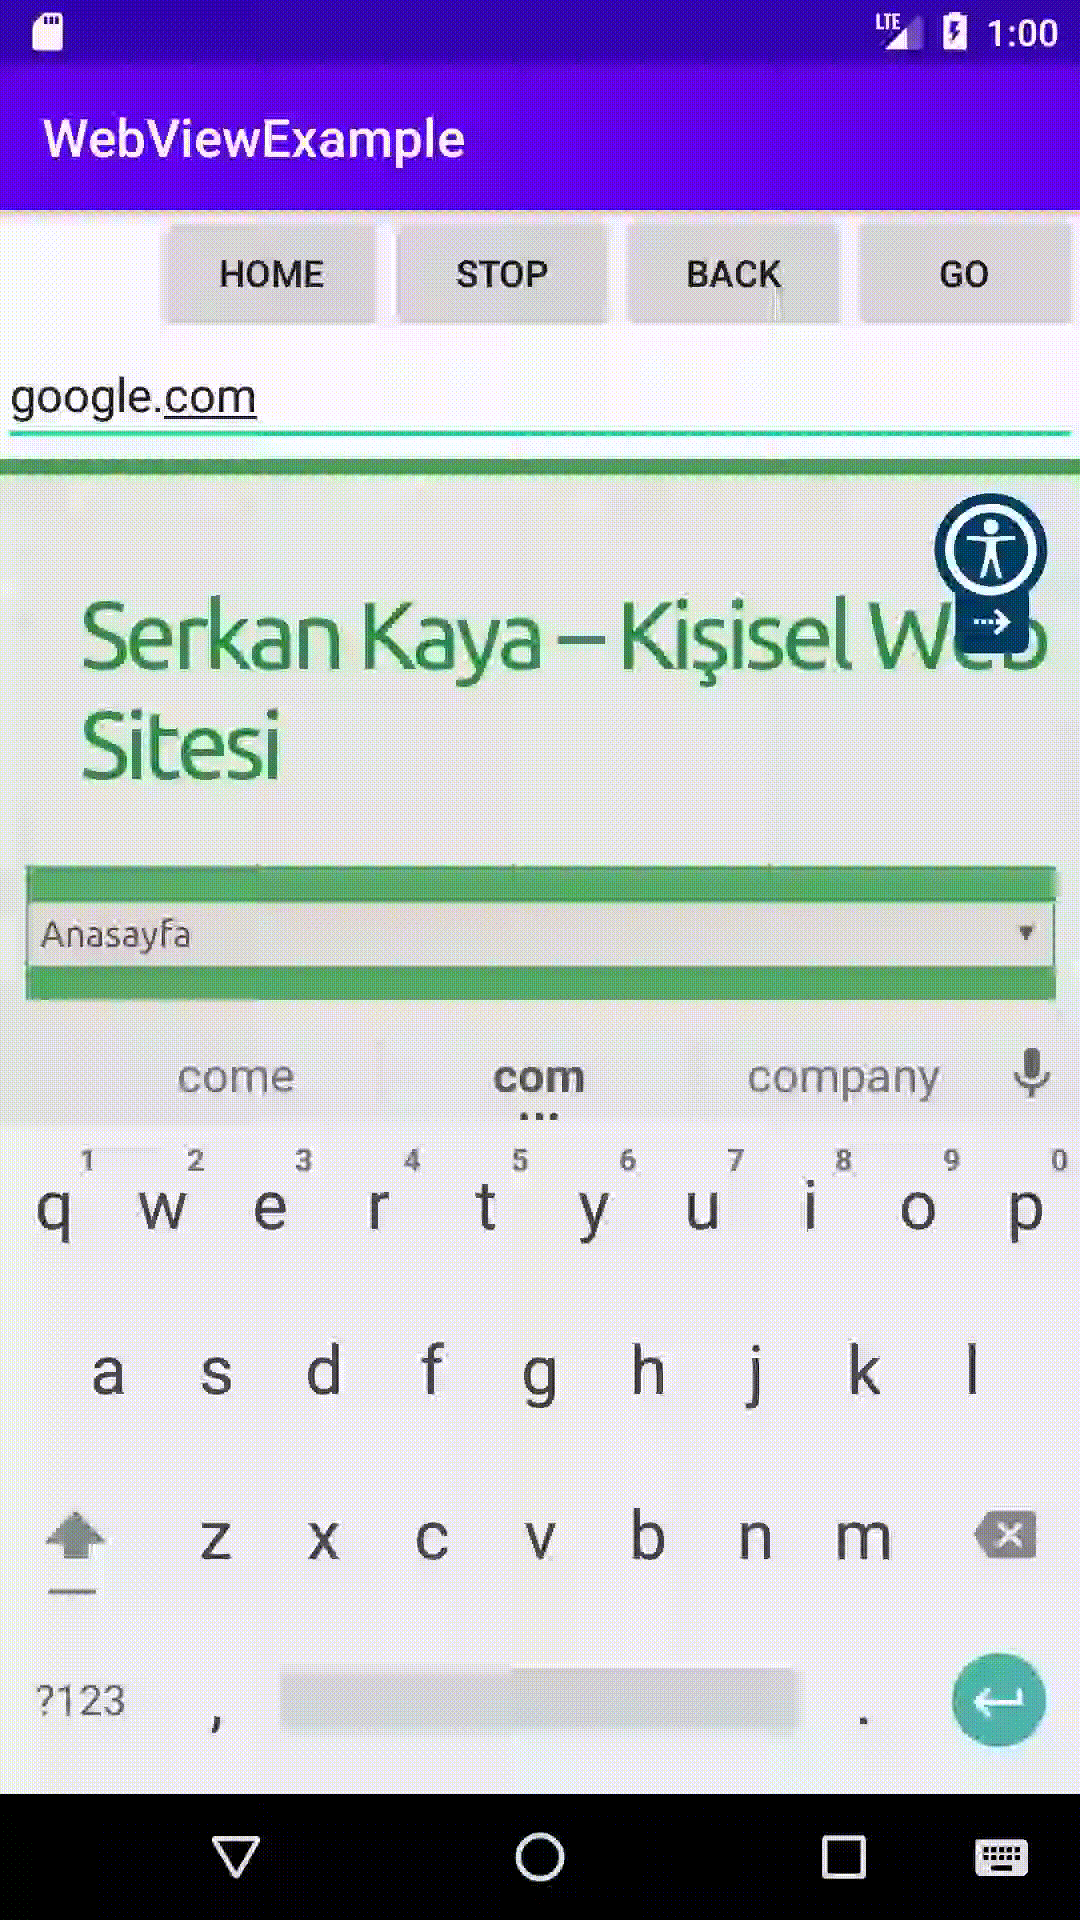 LTE 1:00
WebViewExample
HOME STOP BACK GO
google.com
Serkan Kaya – Kişisel Web
Sitesi
Anasayfa
come com company
1 2 3 4 5 6 7 8 9 0
q w e r t y u i o p
a s d f g h j k l
z x c v b n m
?123 , .